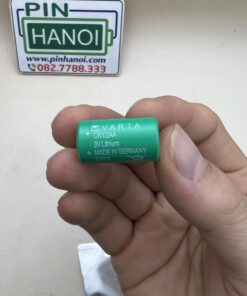 PIN
HANOI
www.pinhanoi.com
082.7788.333
VARTA
CR1/2AA
3V Lithium
MADE IN GERMANY